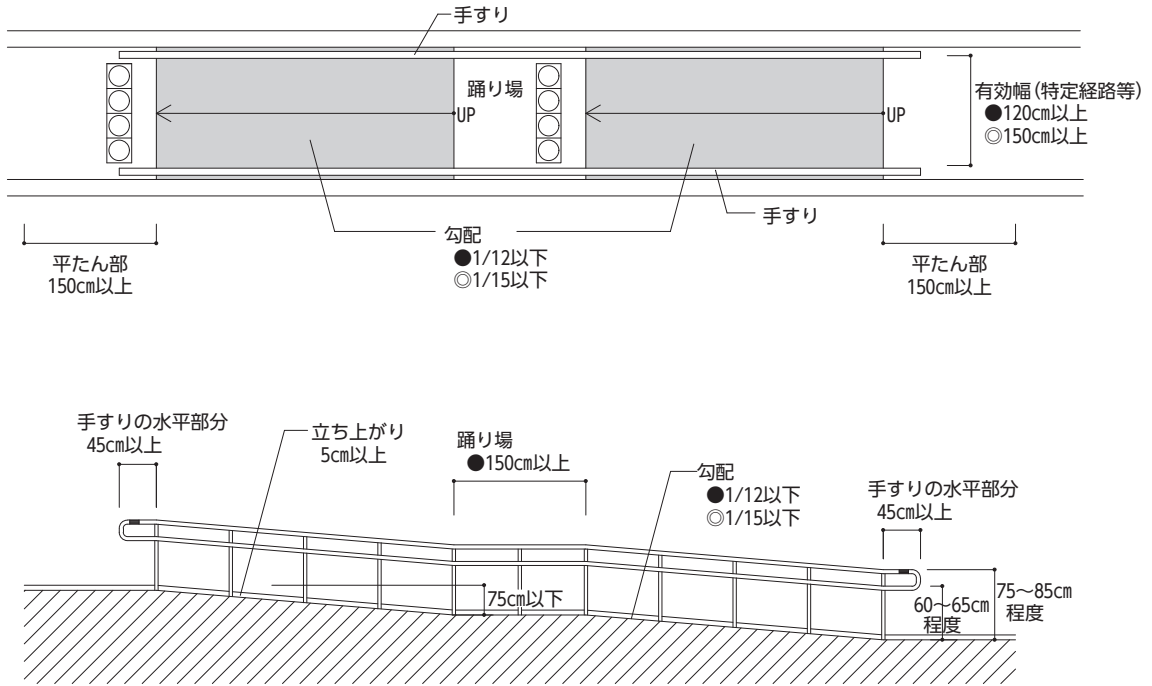 手すり
踊り場
UP
UP
有効幅(特定経路等)
●120㎝以上
◎150㎝以上
手すり
勾配
●1/12以下
◎1/15以下
平たん部
150㎝以上
平たん部
150㎝以上
手すりの水平部分
45㎝以上
立ち上がり
5㎝以上
踊り場
●150㎝以上
勾配
●1/12以下
◎1/15以下
手すりの水平部分
45㎝以上
75㎝以下
60〜65㎝
程度
75〜85㎝
程度